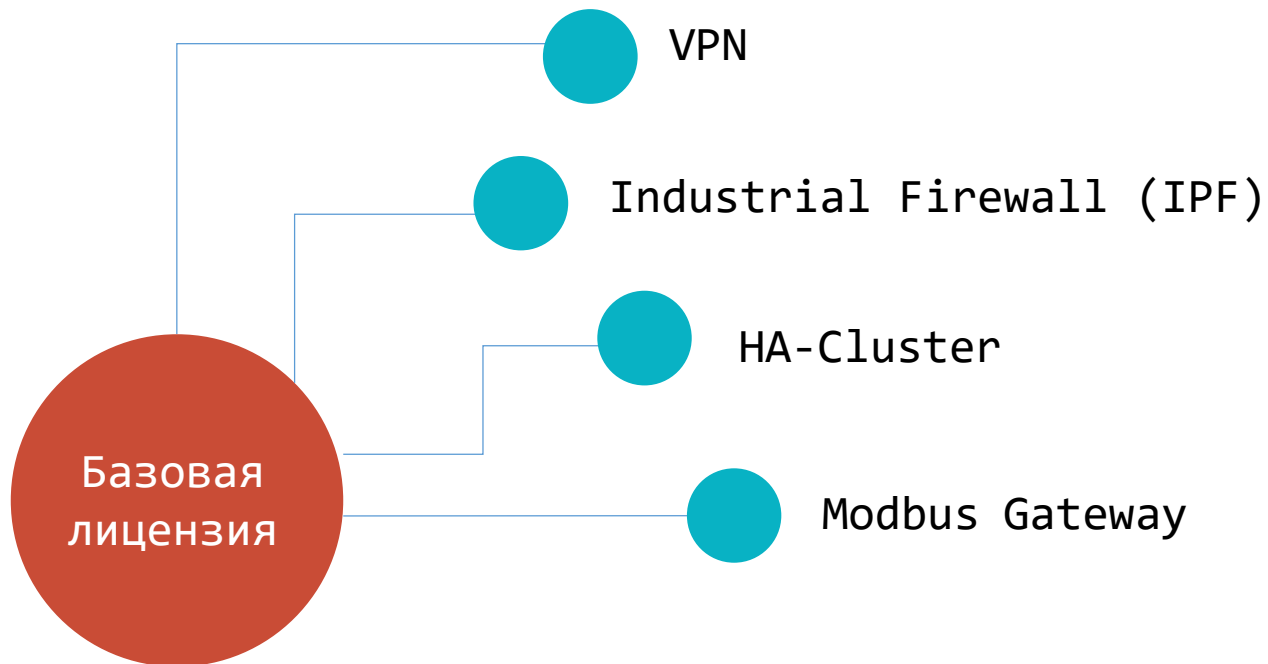 VPN
Industrial Firewall (IPF)
HA-Cluster
Базовая
лицензия
Modbus Gateway